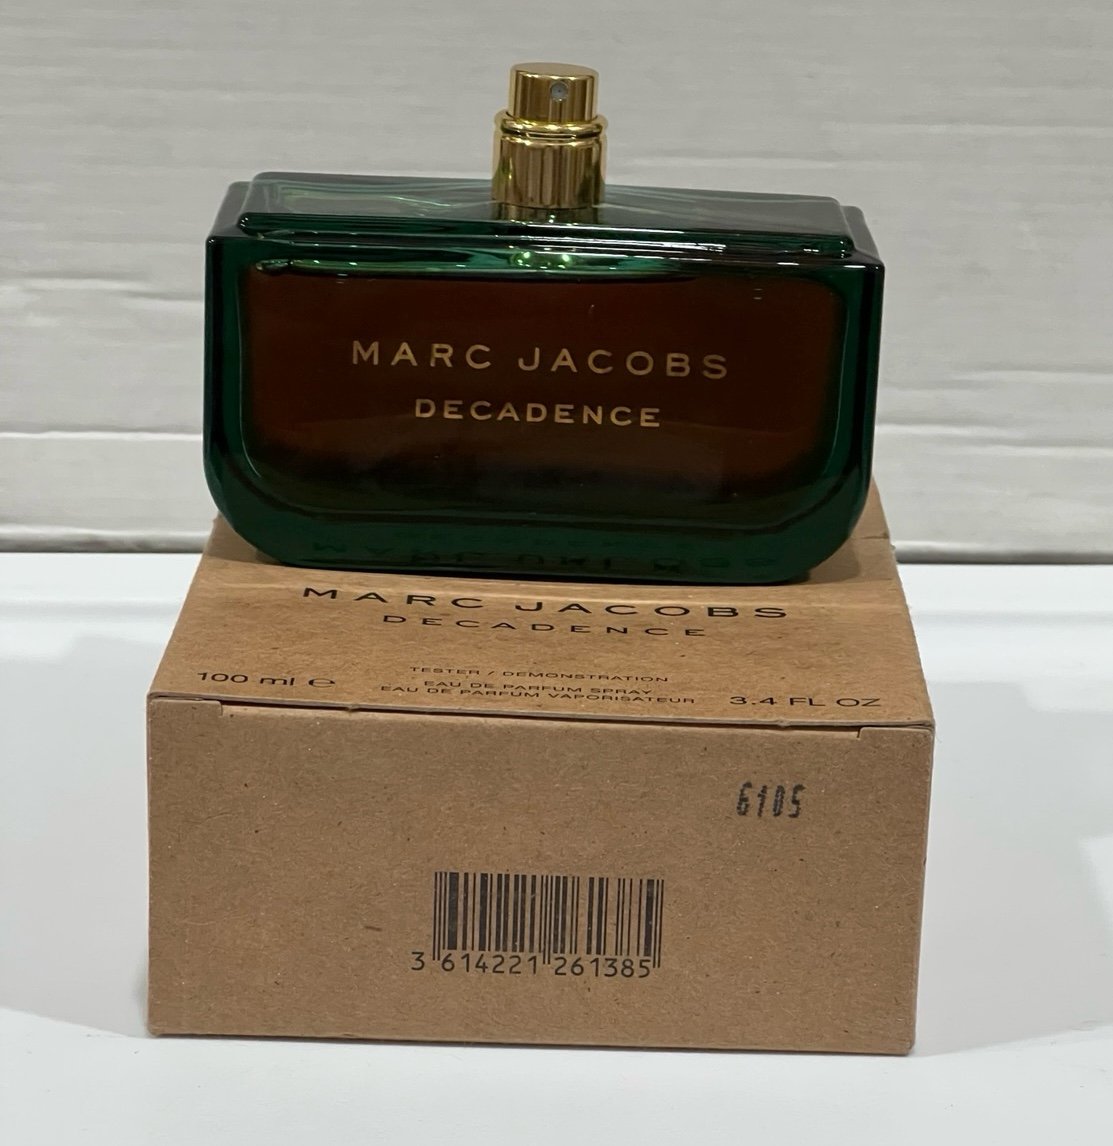 MARC JACOBS
DECADENCE
MARC JACOBS
DECADENCE
TESTER / DEMONSTRATION
100 ml e EAU DE PARFUM SPRAY 3.4 FL OZ
EAU DE PARFUM VAPORISATEUR
6105
3 614221 261385